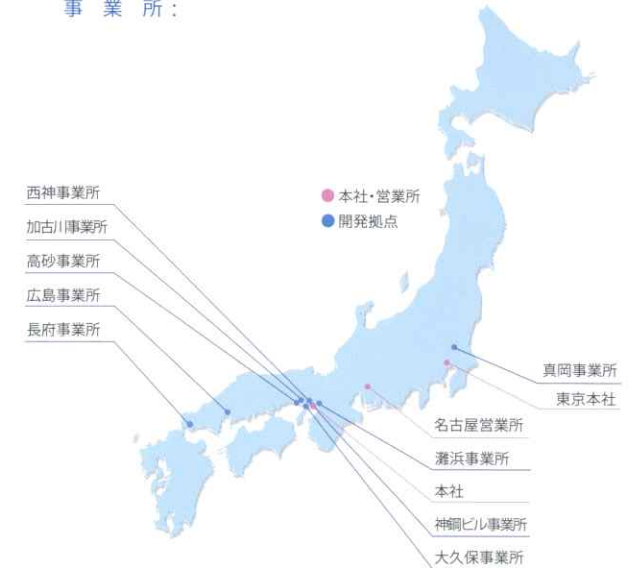 事業所：
西神事業所
加古川事業所
高砂事業所
広島事業所
長府事業所
本社・営業所
開発拠点
真岡事業所
東京本社
名古屋営業所
灘浜事業所
本社
神鋼ビル事業所
大久保事業所